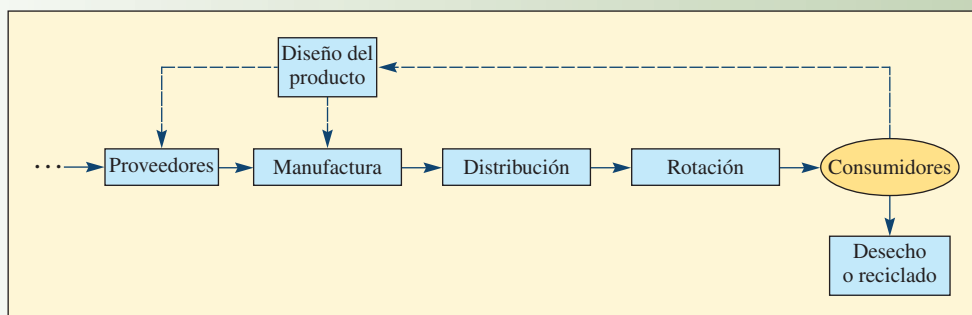 Diseño del
producto
... Proveedores Manufactura Distribución Rotación Consumidores
Desecho
o reciclado